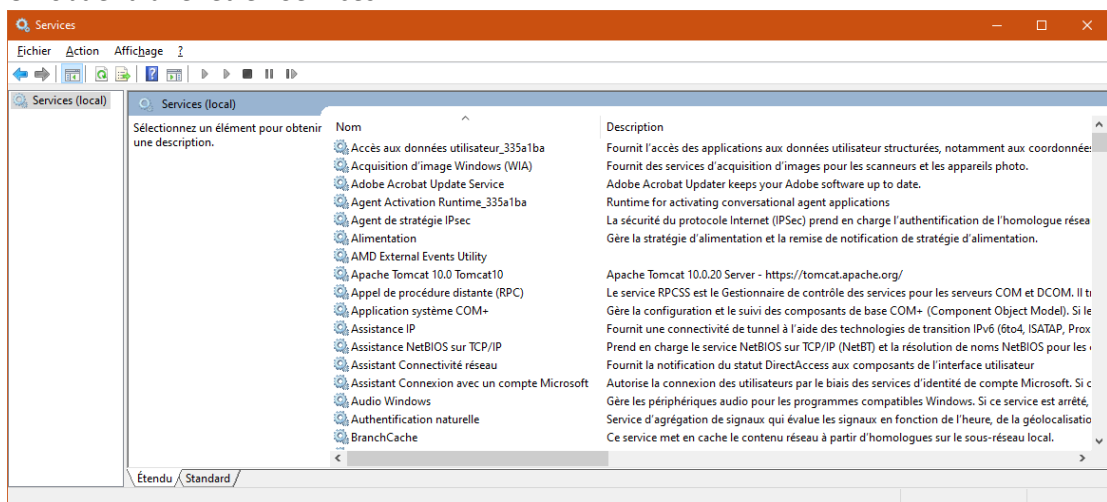 Services
Fichier Action Affichage ?
Services (local)
Services (local)
Sélectionnez un élément pour obtenir
une description.
Nom Description
Accès aux données utilisateur_335a1ba Fournit l'accès des applications aux données utilisateur structurées, notamment aux coordonnée
Acquisition d'image Windows (WIA) Fournit des services d'acquisition d'images pour les scanneurs et les appareils photo.
Adobe Acrobat Update Service Adobe Acrobat Updater keeps your Adobe software up to date.
Agent Activation Runtime_335a1ba Runtime for activating conversational agent applications
Agent de stratégie IPsec La sécurité du protocole Internet (IPSec) prend en charge l'authentification de l'homologue résea
Alimentation Gère la stratégie d'alimentation et la remise de notification de stratégie d'alimentation.
AMD External Events Utility
Apache Tomcat 10.0 Tomcat10 Apache Tomcat 10.0.20 Server - https://tomcat.apache.org/
Appel de procédure distante (RPC) Le service RPCSS est le Gestionnaire de contrôle des services pour les serveurs COM et DCOM. Il
Application système COM+ Gère la configuration et le suivi des composants de base COM+ (Component Object Model). Si le
Assistance IP Fournit une connectivité de tunnel à l'aide des technologies de transition IPv6 (6to4, ISATAP, Prox
Assistance NetBIOS sur TCP/IP Prend en charge le service NetBIOS sur TCP/IP (NetBT) et la résolution de noms NetBIOS pour les
Assistant Connectivité réseau Fournit la notification du statut DirectAccess aux composants de l'interface utilisateur
Assistant Connexion avec un compte Microsoft Autorise la connexion des utilisateurs par le biais des services d'identité de compte Microsoft. Si c
Audio Windows Gère les périphériques audio pour les programmes compatibles Windows. Si ce service est arrêté,
Authentification naturelle Service d'agrégation de signaux qui évalue les signaux en fonction de l'heure, de la géolocalisatio
BranchCache Ce service met en cache le contenu réseau à partir d'homologues sur le sous-réseau local.
Étendu Standard